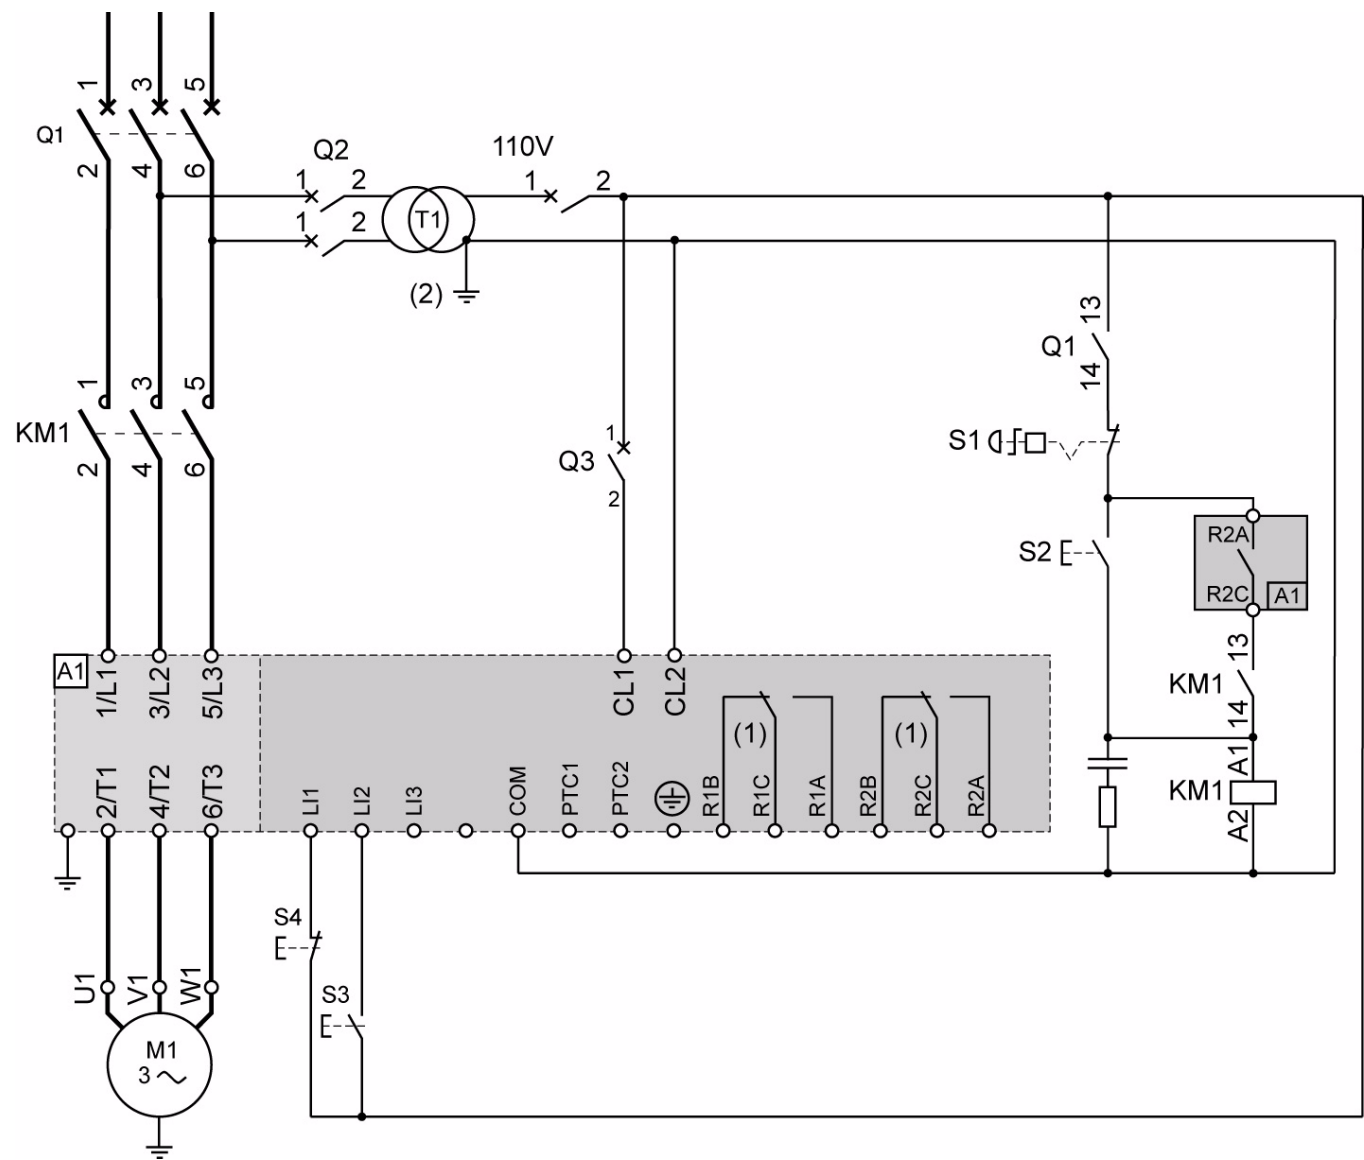 1
3
5
Q1
2
4
6
Q2
110V
1
2
1
2
1
2
T1
(2)
13
Q1
14
1
3
5
KM1
2
4
6
1
Q3
2
S1
S2
R2A
R2C
A1
13
KM1
14
A1
KM1
A2
A1
1/L1
3/L2
5/L3
CL1
CL2
(1)
(1)
2/T1
4/T2
6/T3
LI1
LI2
LI3
COM
PTC1
PTC2
R1B
R1C
R1A
R2B
R2C
R2A
S4
S3
U1
V1
W1
M1
3